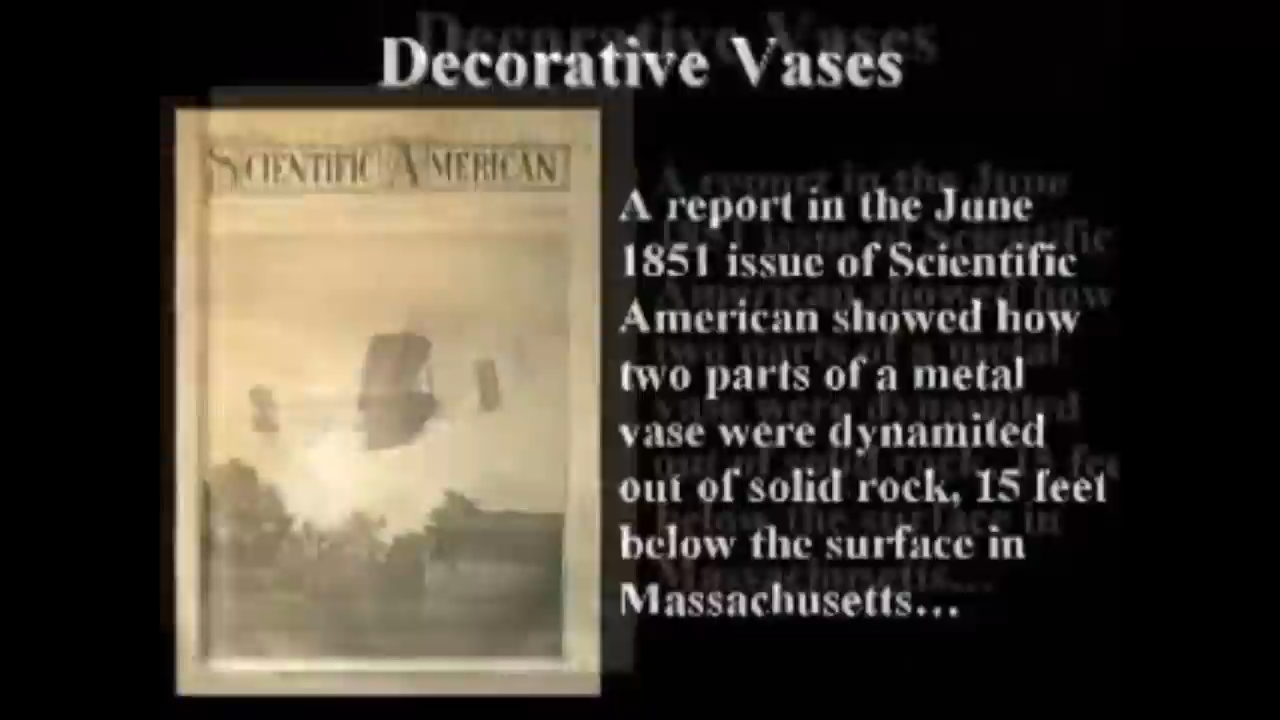 Decorative Vases
SCIENTIFIC AMERICAN
A report in the June
1851 issue of Scientific
American showed how
two parts of a metal
vase were dynamited
out of solid rock, 15 feet
below the surface in
Massachusetts...